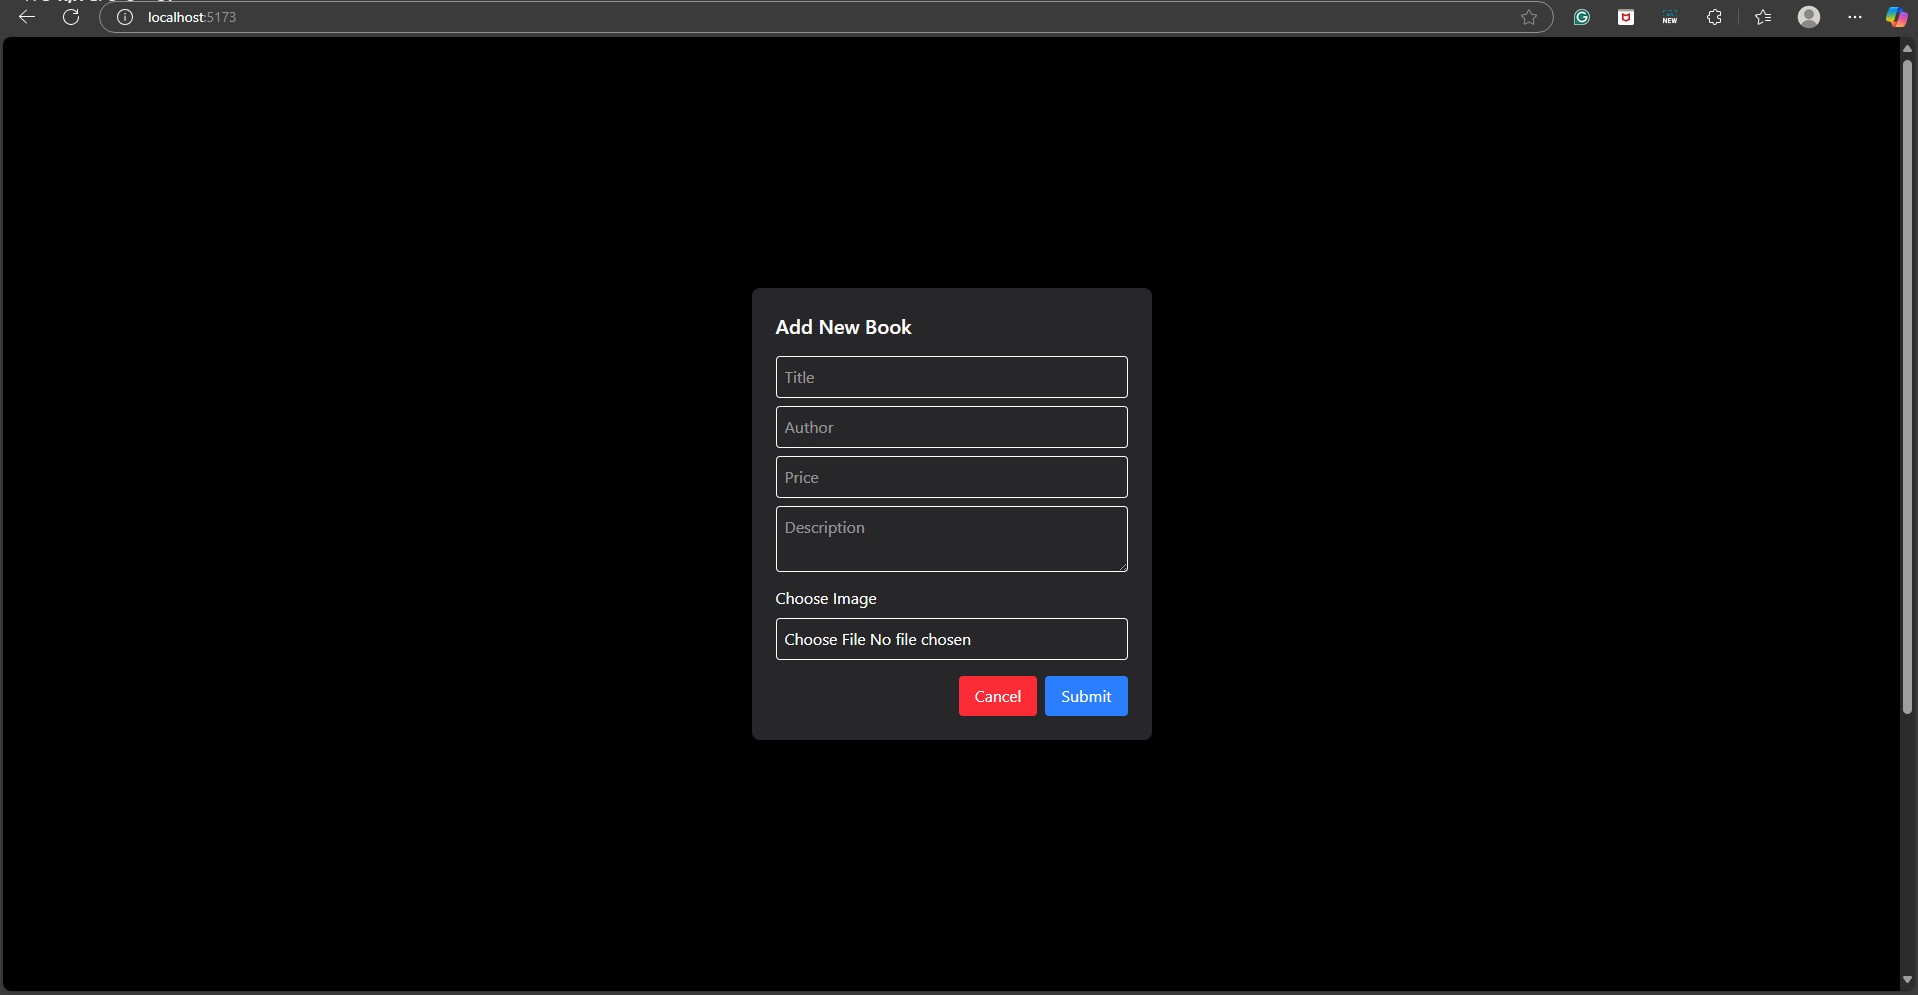 localhost:5173
NEW
Add New Book
Title
Author
Price
Description
Choose Image
Choose File No file chosen
Cancel Submit